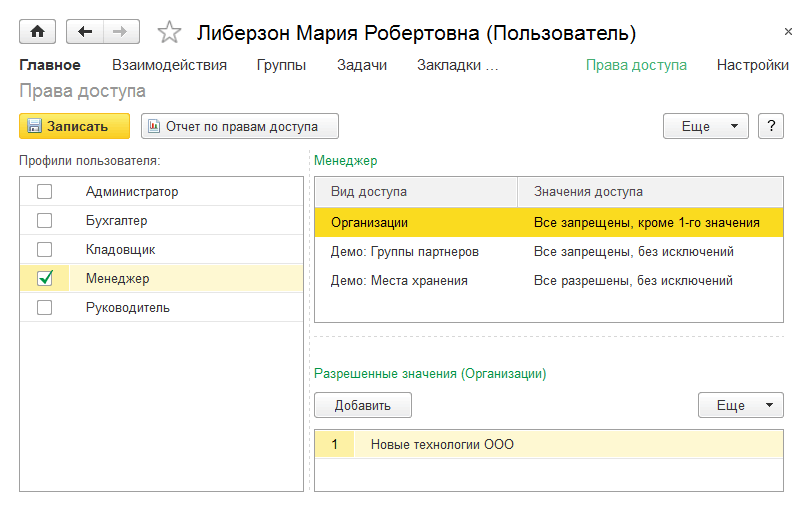 Либерзон Мария Робертовна (Пользователь)
Главное Взаимодействия Группы Задачи Закладки ... Права доступа Настройки
Права доступа
Записать Отчет по правам доступа Еще ?
Профили пользователя:
Администратор
Бухгалтер
Кладовщик
Менеджер
Руководитель
Менеджер
Вид доступа Значения доступа
Организации Все запрещены, кроме 1-го значения
Демо: Группы партнеров Все запрещены, без исключений
Демо: Места хранения Все разрешены, без исключений
Разрешенные значения (Организации)
Добавить Еще
1 Новые технологии ООО